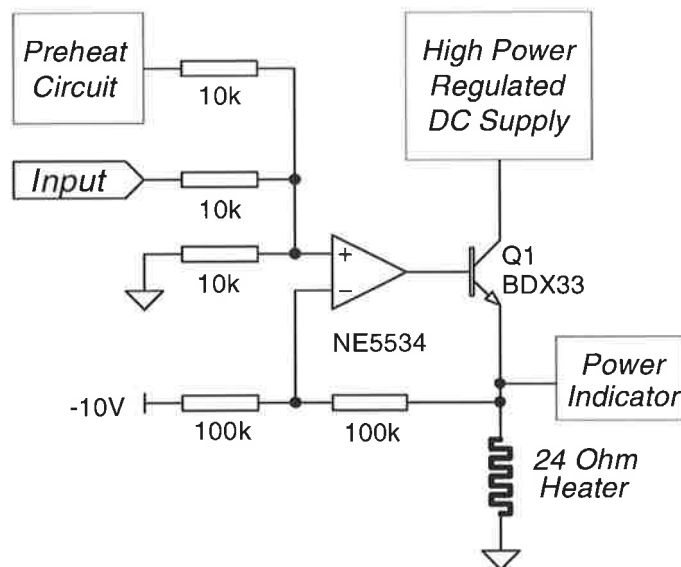 Preheat
Circuit
10k
High Power
Regulated
DC Supply
Input
10k
10k
+
−
NE5534
Q1
BDX33
Power
Indicator
-10V
100k
100k
24 Ohm
Heater